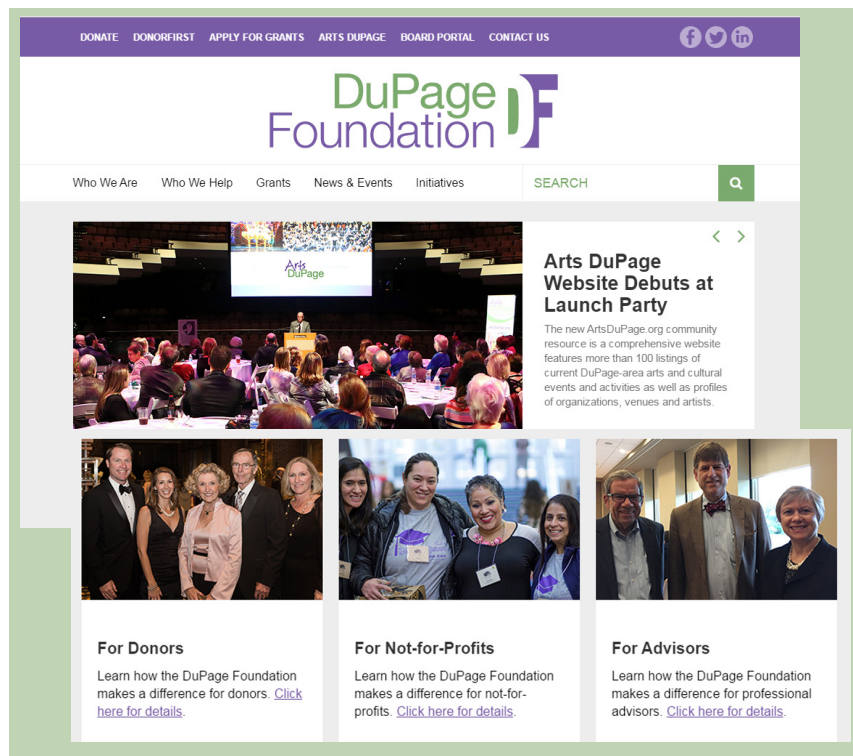 DONATE DONORFIRST APPLY FOR GRANTS ARTS DUPAGE BOARD PORTAL CONTACT US
DuPage
Foundation
Who We Are Who We Help Grants News & Events Initiatives SEARCH
Arts
DuPage
Arts DuPage
Website Debuts at
Launch Party
The new ArtsDuPage.org community
resource is a comprehensive website
features more than 100 listings of
current DuPage-area arts and cultural
events and activities as well as profiles
of organizations, venues and artists.
For Donors
Learn how the DuPage Foundation
makes a difference for donors. Click
here for details.
For Not-for-Profits
Learn how the DuPage Foundation
makes a difference for not-for-
profits. Click here for details.
For Advisors
Learn how the DuPage Foundation
makes a difference for professional
advisors. Click here for details.